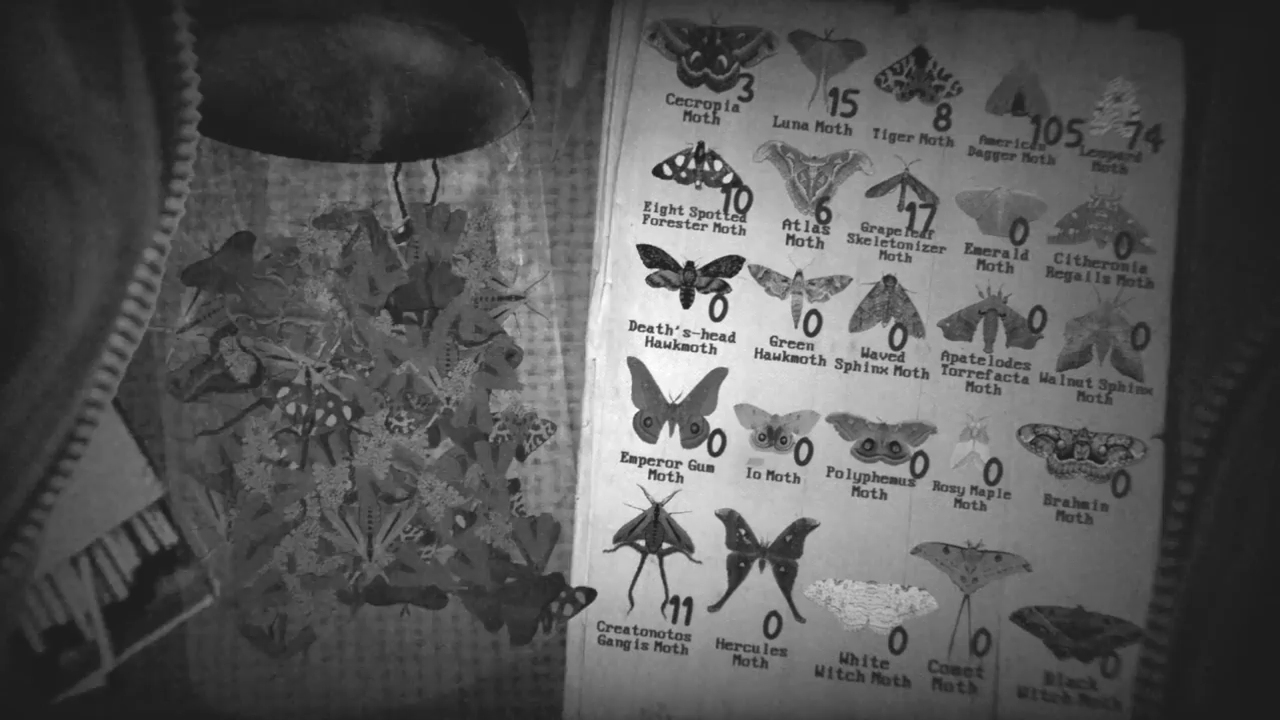 3
Cecropia
Moth
15
Luna Moth
8
Tiger Moth
105
American
Dagger Moth
74
Leopard
Moth
10
Eight Spotted
Forester Moth
6
Atlas
Moth
17
Grapeleaf
Skeletonizer
Moth
0
Emerald
Moth
0
Citheronia
Regails Moth
0
Death's-head
Hawkmoth
0
Green
Hawkmoth
0
Waved
Sphinx Moth
0
Apatelodes
Torrefacta
Moth
0
Walnut Sphinx
Moth
0
Emperor Gum
Moth
0
Io Moth
0
Polyphemus
Moth
0
Rosy Maple
Moth
0
Brahmin
Moth
11
Creatonotos
Gangis Moth
0
Hercules
Moth
0
White
Witch Moth
0
Comet
Moth
0
Black
Witch Moth